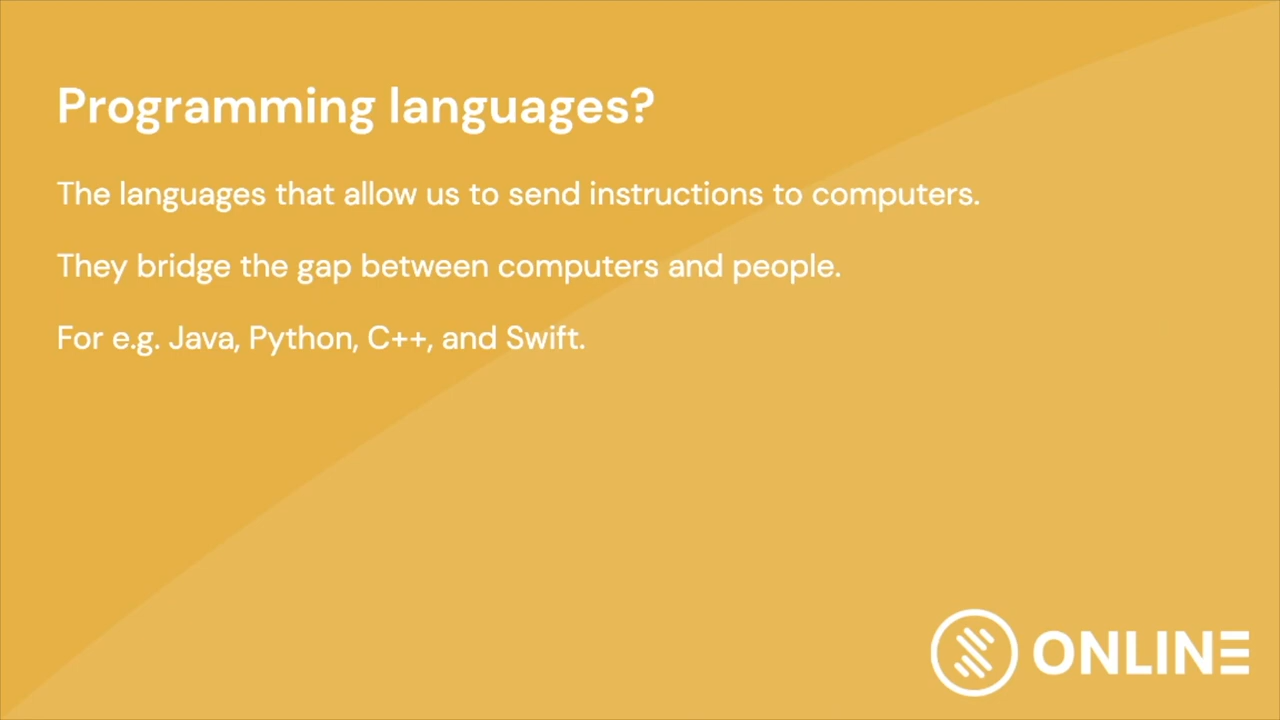 Programming languages?
The languages that allow us to send instructions to computers.
They bridge the gap between computers and people.
For e.g. Java, Python, C++, and Swift.
ONLINE